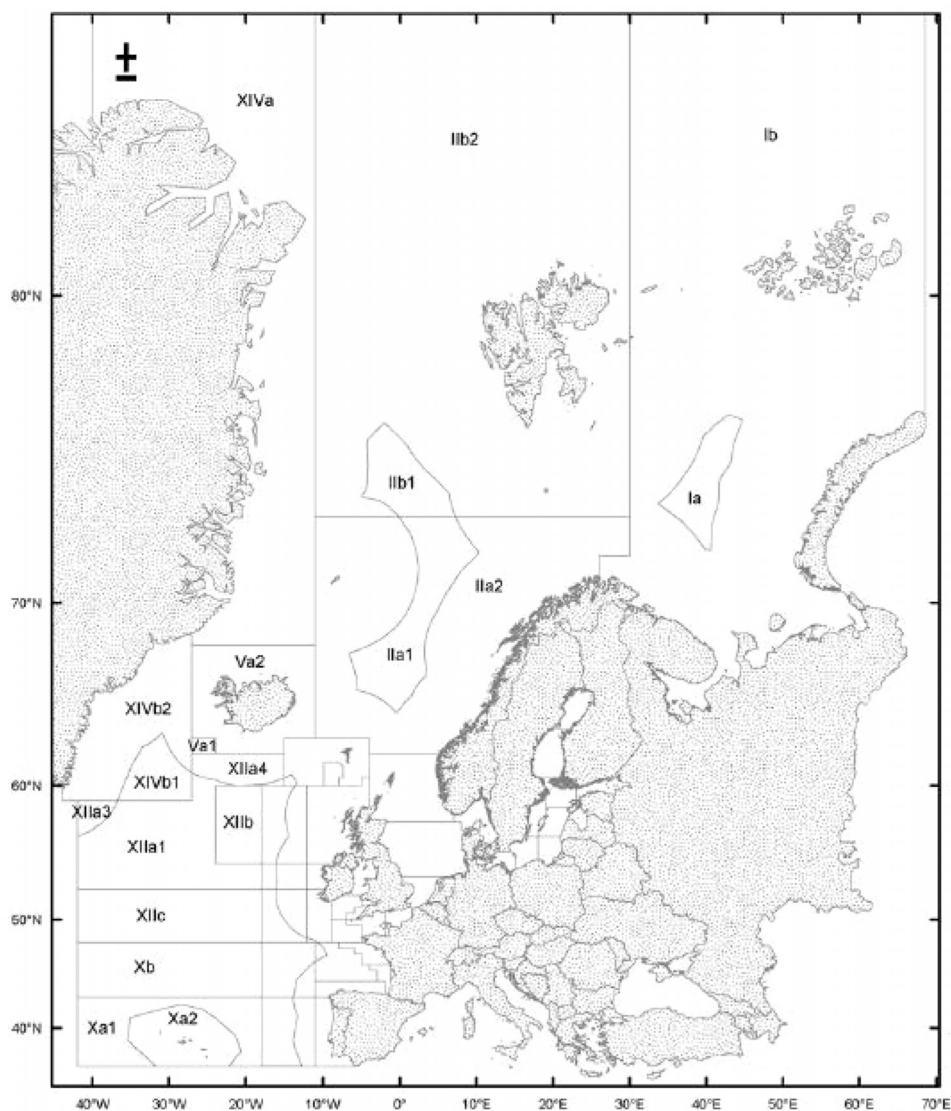 ±
XIVa
IIb2
Ib
80°N
IIb1
Ia
IIa2
70°N
IIa1
Va2
XIVb2
Va1
XIIa4
60°N
XIVb1
XIIa3
XIIb
XIIa1
50°N
XIIc
Xb
Xa2
40°N
Xa1
40°W 30°W 20°W 10°W 0° 10°E 20°E 30°E 40°E 50°E 60°E 70°E